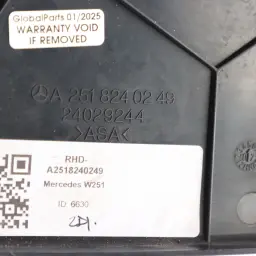 GlobalParts 01/2025
WARRANTY VOID
IF REMOVED
A 251 824 02 49
24029244
>ASA<
RHD-
A2518240249
Mercedes W251
ID 6630